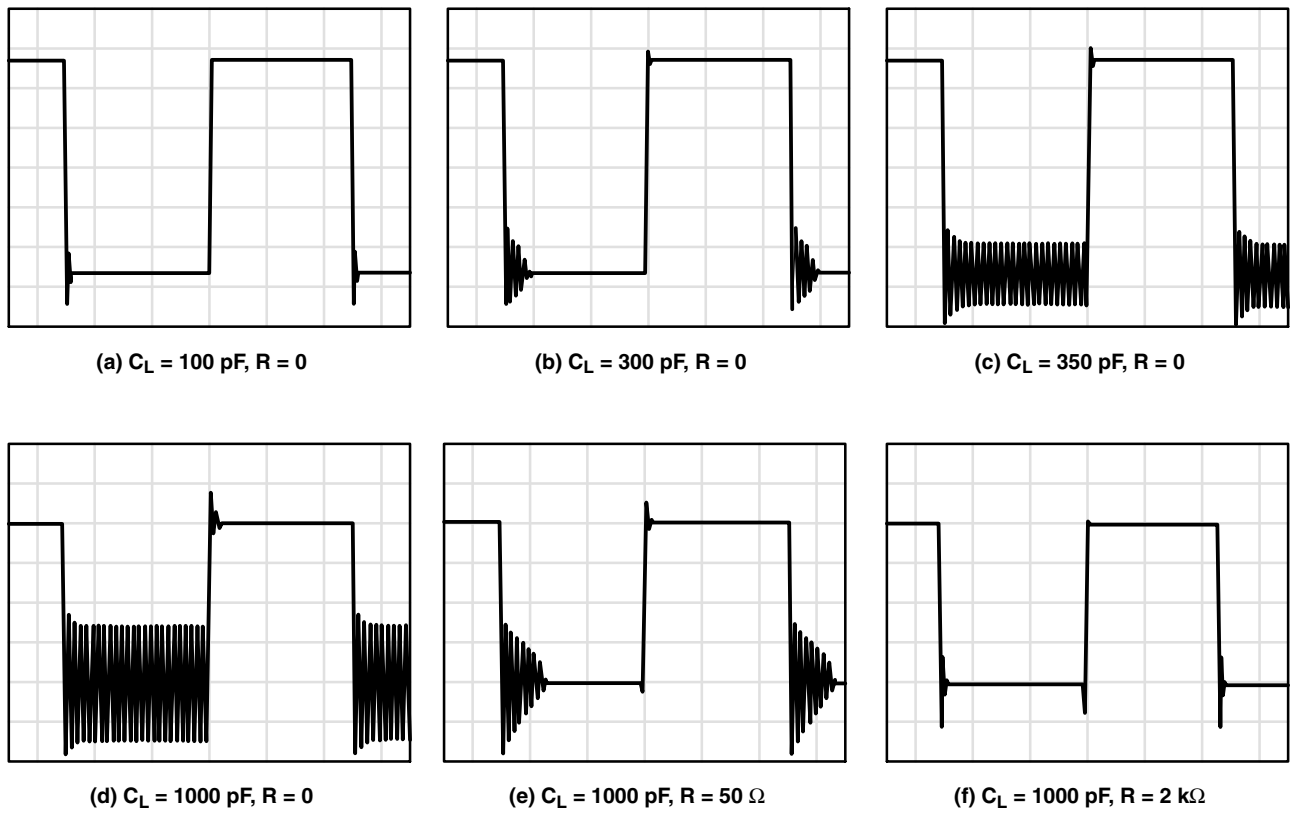 (a) CL = 100 pF, R = 0
(b) CL = 300 pF, R = 0
(c) CL = 350 pF, R = 0
(d) CL = 1000 pF, R = 0
(e) CL = 1000 pF, R = 50 Ω
(f) CL = 1000 pF, R = 2 kΩ